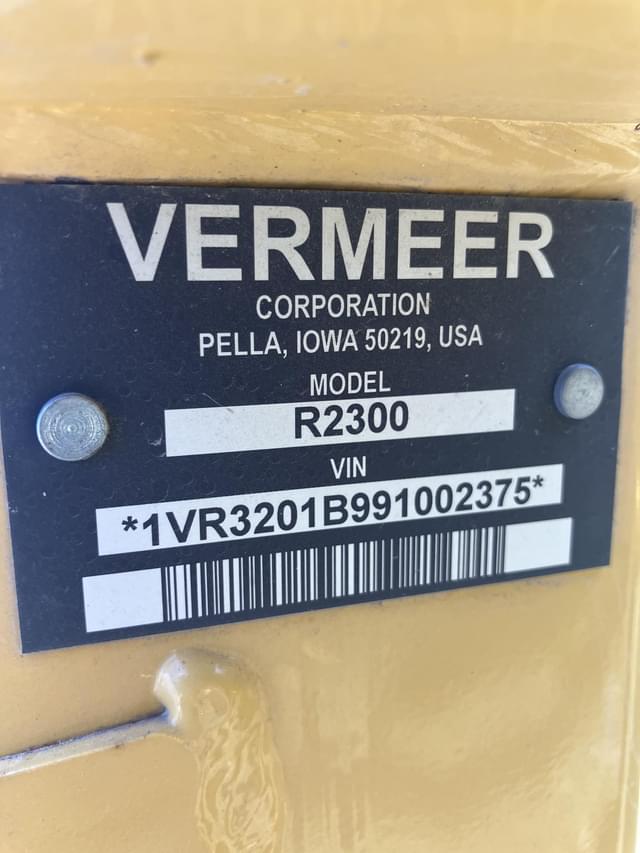 VERMEER
CORPORATION
PELLA, IOWA 50219, USA
MODEL
R2300
VIN
*1VR3201B991002375*